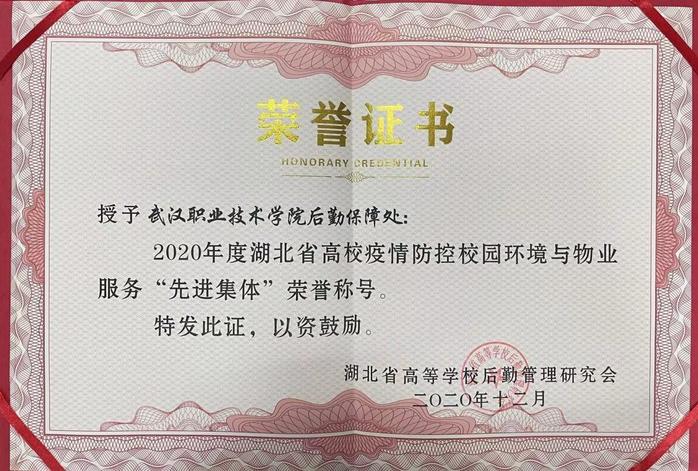 荣誉证书
HONORARY CREDENTIAL
授予 武汉职业技术学院后勤保障处:
2020年度湖北省高校疫情防控校园环境与物业
服务“先进集体”荣誉称号。
特发此证，以资鼓励。
湖北省高等学校后勤管理研究会
二〇二〇年十二月